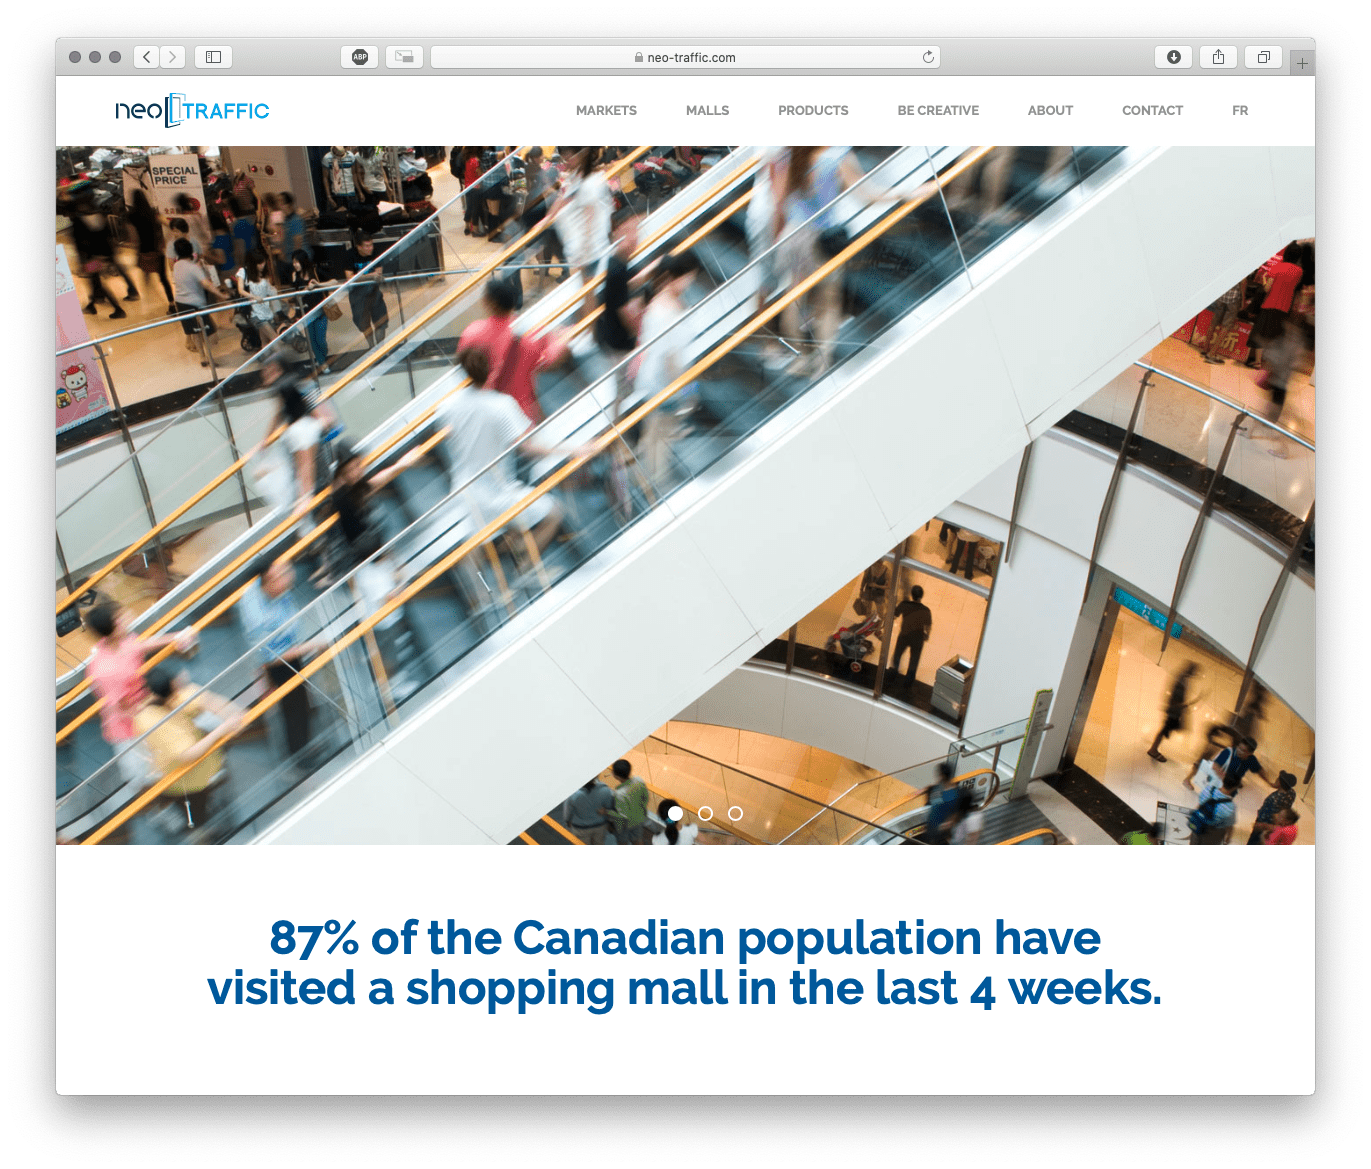 ABP
neo-traffic.com
neo TRAFFIC
MARKETS
MALLS
PRODUCTS
BE CREATIVE
ABOUT
CONTACT
FR
SPECIAL
PRICE
87% of the Canadian population have
visited a shopping mall in the last 4 weeks.